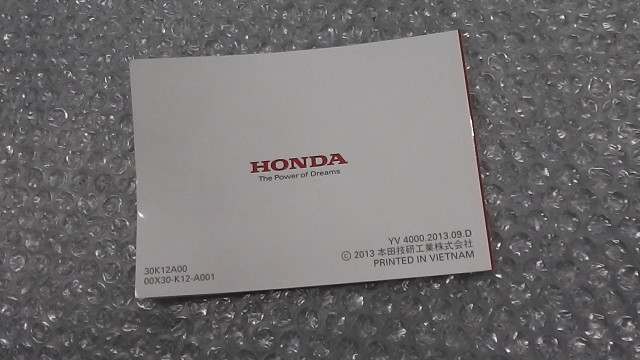 HONDA
The Power of Dreams
YV 4000.2013.09.D
© 2013 本田技研工業株式会社
PRINTED IN VIETNAM
30K12A00
00X30-K12-A001